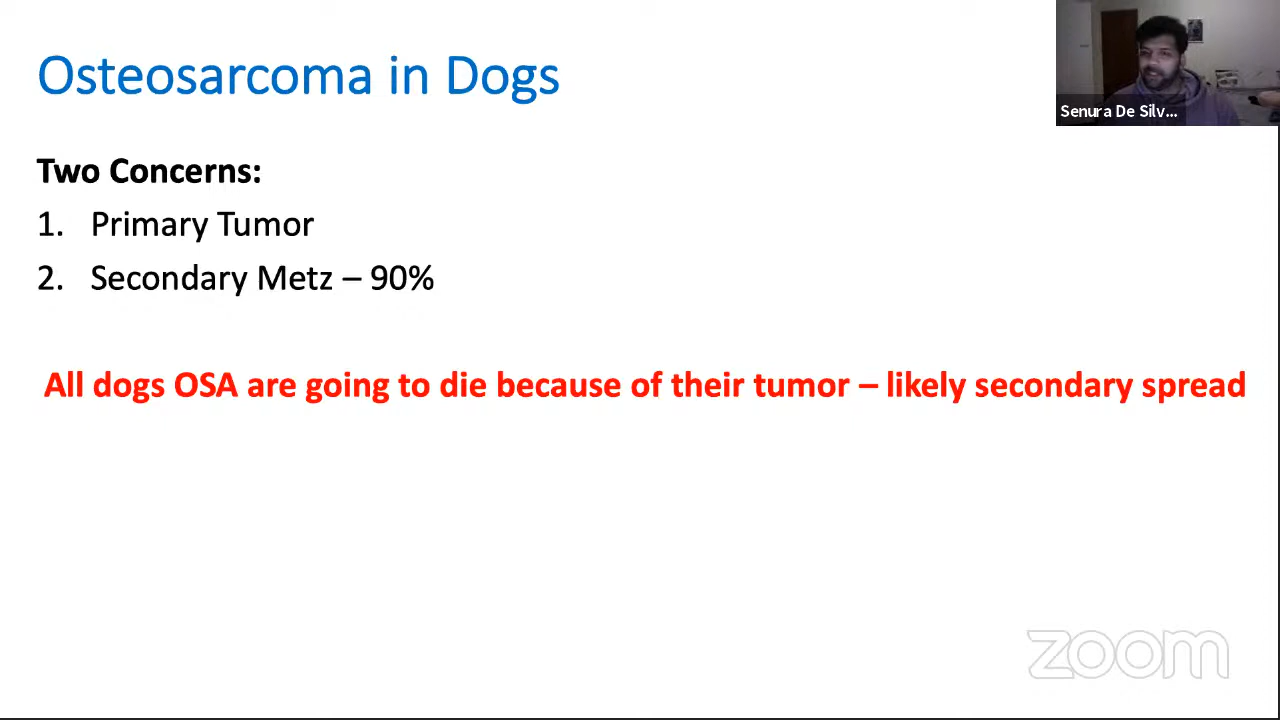 Osteosarcoma in Dogs
Senura De Silv...
Two Concerns:
1. Primary Tumor
2. Secondary Metz – 90%
All dogs OSA are going to die because of their tumor – likely secondary spread
zoom